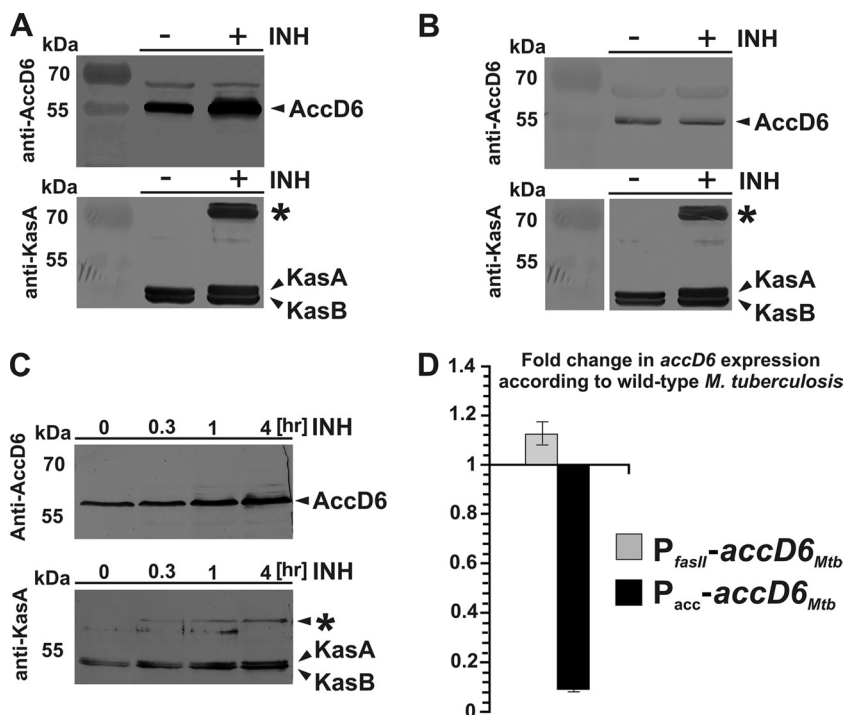 A
kDa
- + INH
70
55
anti-AccD6
AccD6
kDa
- + INH
70
55
anti-KasA
*
KasA
KasB
B
kDa
- + INH
70
55
anti-AccD6
AccD6
kDa
- + INH
70
55
anti-KasA
*
KasA
KasB
C
kDa
0 0.3 1 4 [hr] INH
70
55
Anti-AccD6
AccD6
kDa
0 0.3 1 4 [hr] INH
55
anti-KasA
*
KasA
KasB
D
Fold change in accD6 expression
according to wild-type M. tuberculosis
1.4
1.2
1
0.8
0.6
0.4
0.2
0
PfasII-accD6Mtb
Pacc-accD6Mtb